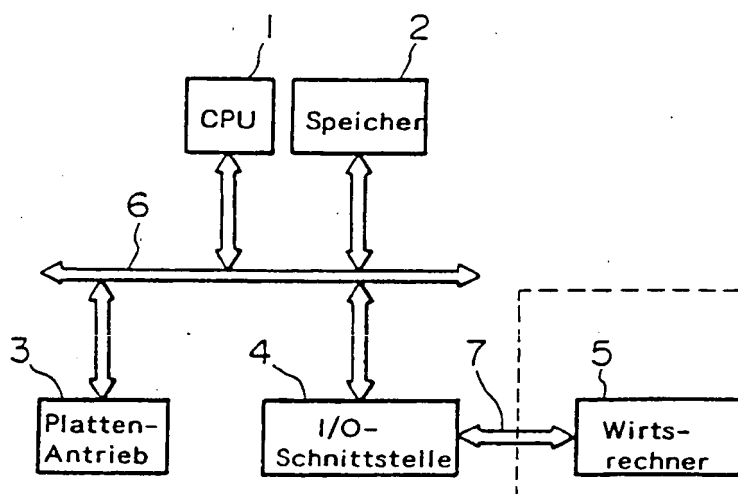 1
2
CPU
Speicher
6
3
4
7
5
Platten-
Antrieb
I/O-
Schnittstelle
Wirts-
rechner